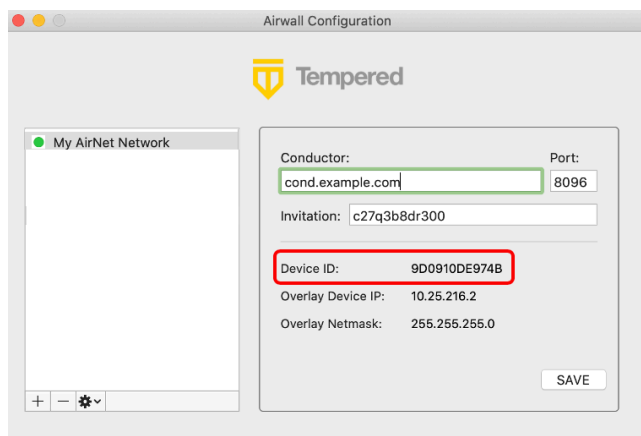 Airwall Configuration
Tempered
My AirNet Network
Conductor: Port:
cond.example.com 8096
Invitation: c27q3b8dr300
Device ID: 9D0910DE974B
Overlay Device IP: 10.25.216.2
Overlay Netmask: 255.255.255.0
SAVE